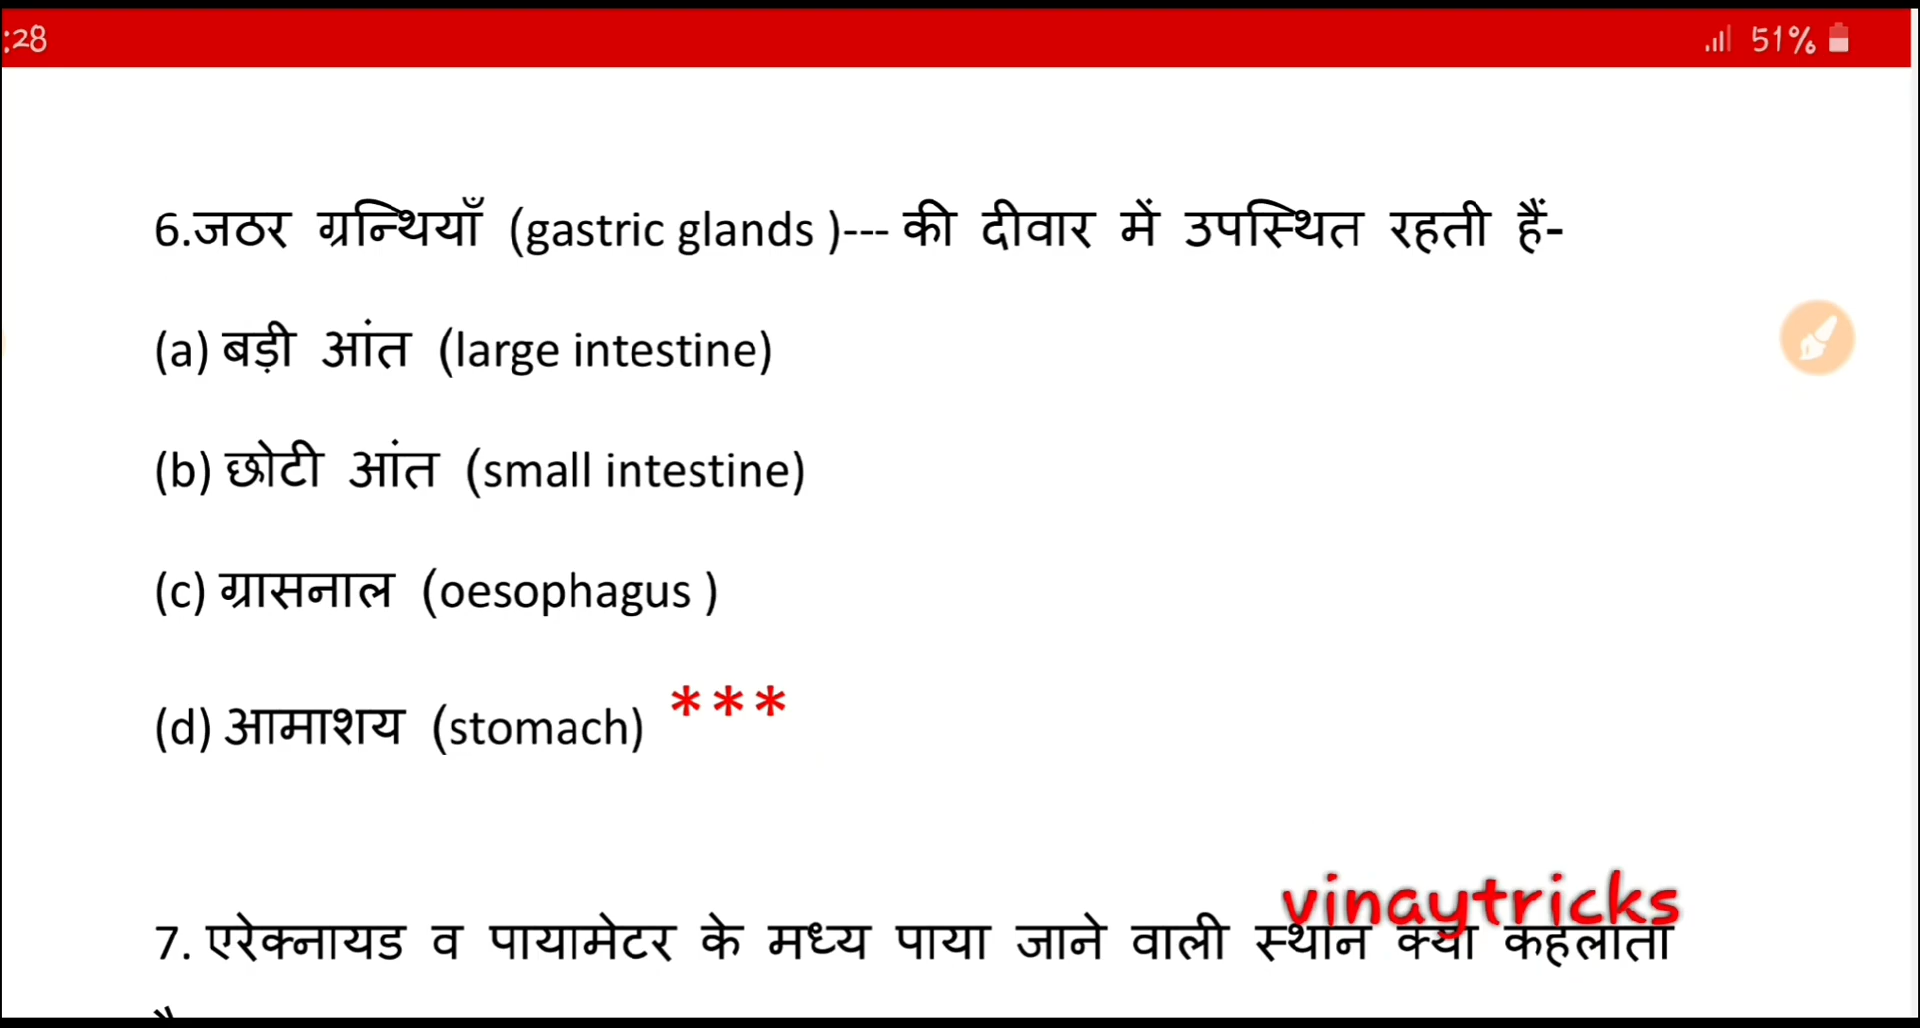 :28 51%
6.जठर ग्रन्थियाँ (gastric glands )--- की दीवार में उपस्थित रहती हैं-
(a) बड़ी आंत (large intestine)
(b) छोटी आंत (small intestine)
(c) ग्रासनाल (oesophagus )
(d) आमाशय (stomach) ***
vinaytricks
7. एरेक्नायड व पायामेटर के मध्य पाया जाने वाली स्थान क्या कहलाता